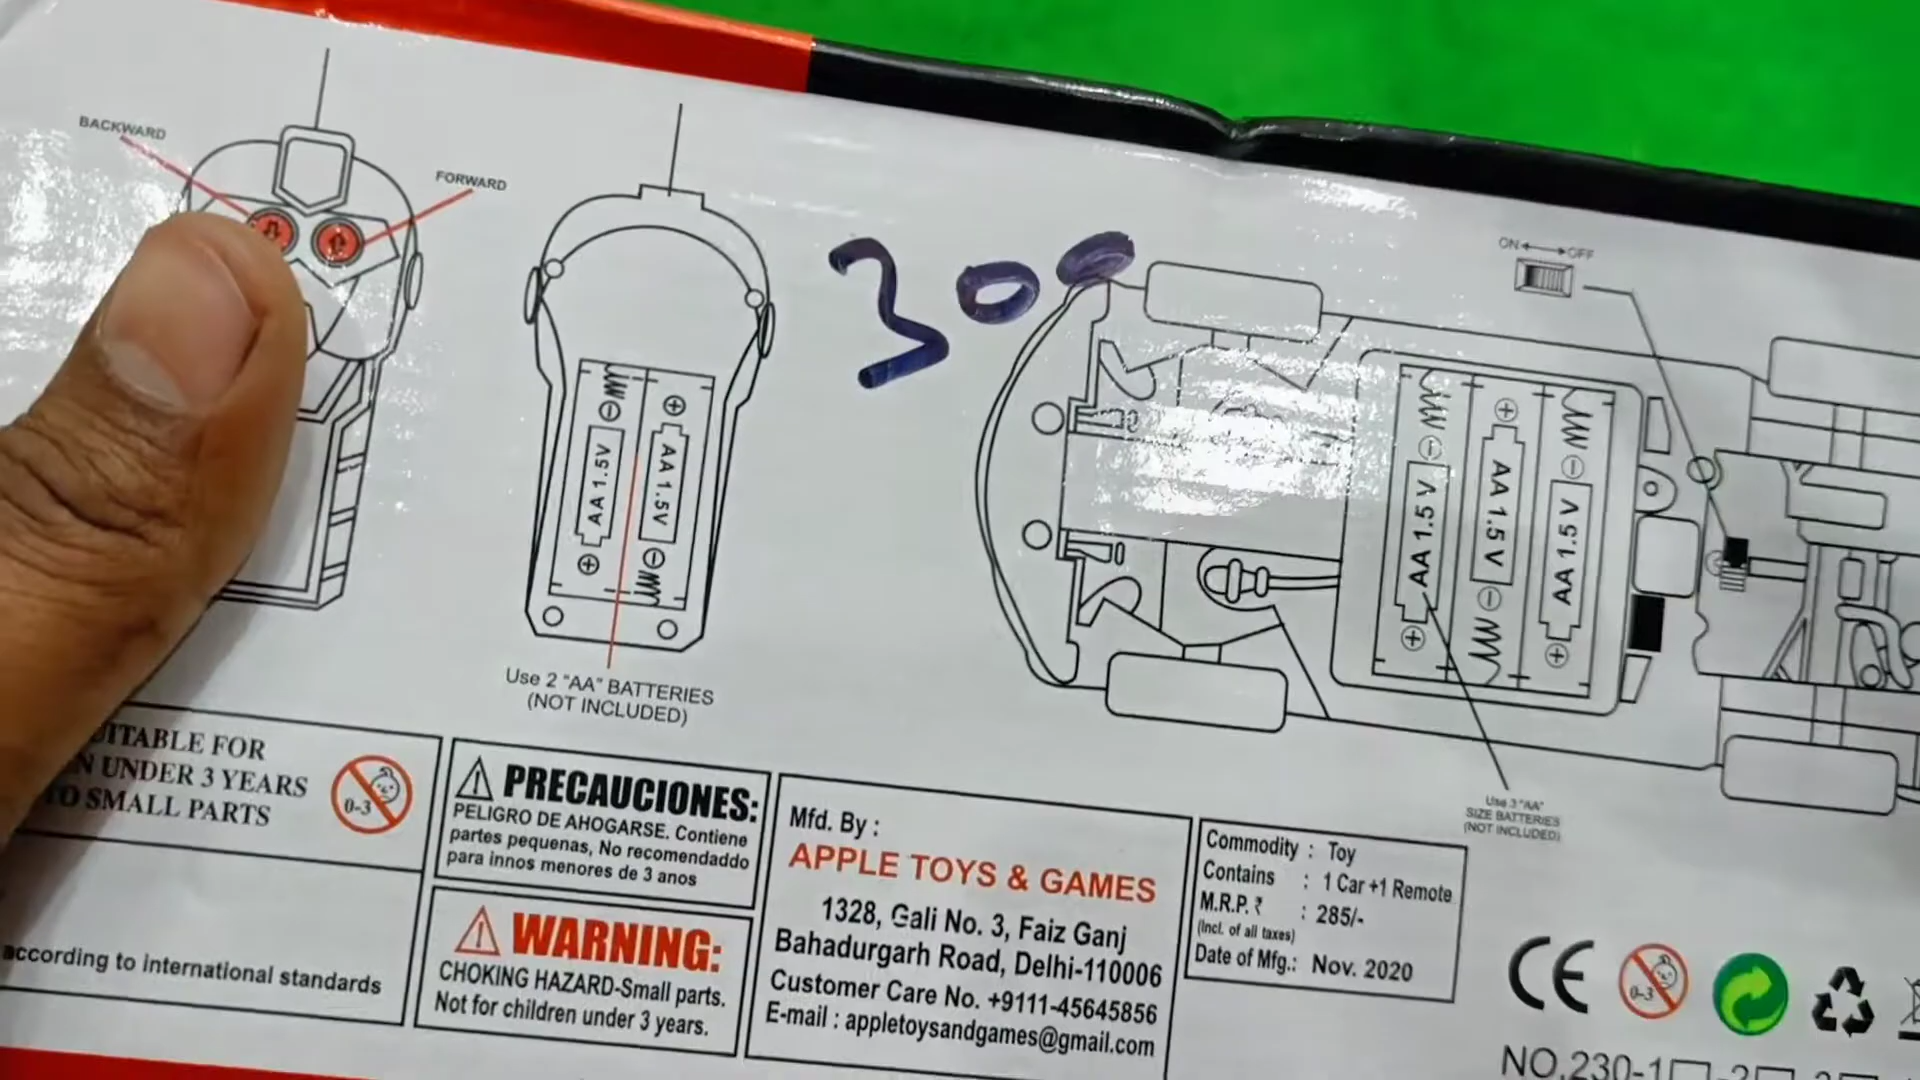 BACKWARD
FORWARD
300
ON OFF
AA 1.5V
AA 1.5V
AA 1.5 V
AA 1.5 V
AA 1.5 V
Use 2 "AA" BATTERIES
(NOT INCLUDED)
Use 3 "AA"
SIZE BATTERIES
(NOT INCLUDED)
FOR
UNDER 3 YEARS
TO SMALL PARTS
0-3
according to international standards
PRECAUCIONES:
PELIGRO DE AHOGARSE. Contiene
partes pequenas, No recomendaddo
para innos menores de 3 anos
WARNING:
CHOKING HAZARD-Small parts.
Not for children under 3 years.
Mfd. By :
APPLE TOYS & GAMES
1328, Gali No. 3, Faiz Ganj
Bahadurgarh Road, Delhi-110006
Customer Care No. +9111-45645856
E-mail : appletoysandgames@gmail.com
Commodity : Toy
Contains : 1 Car +1 Remote
M.R.P. ₹ : 285/-
(Incl. of all taxes)
Date of Mfg.: Nov. 2020
CE
0-3
NO.230-1